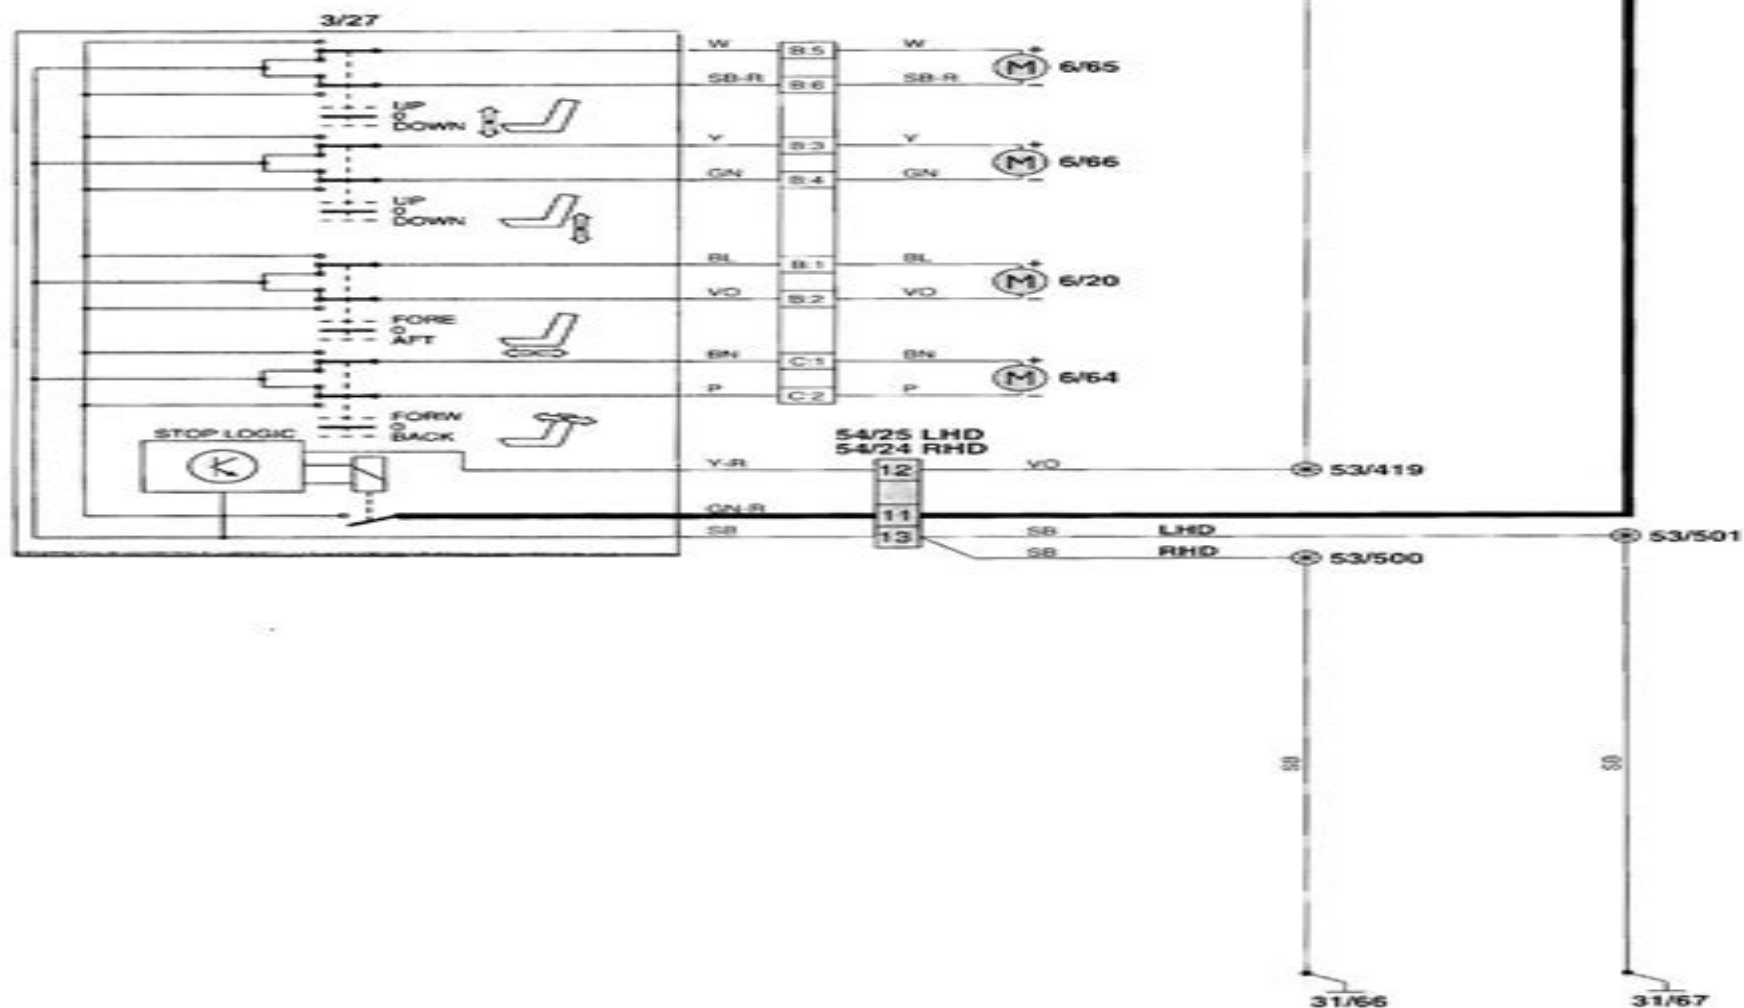 3/27
W B:5 W + M 6/65
SB-R B:6 SB-R -
UP
0
DOWN
Y B:3 Y + M 6/66
GN B:4 GN -
UP
0
DOWN
BL B:1 BL + M 6/20
VO B:2 VO -
FORE
0
AFT
BN C:1 BN + M 6/64
P C:2 P -
FORW
0
BACK
STOP LOGIC
54/25 LHD
54/24 RHD
Y-R 12 VO 53/419
GN-R 11
SB 13 SB LHD 53/501
SB RHD 53/500
SB SB
31/66 31/67